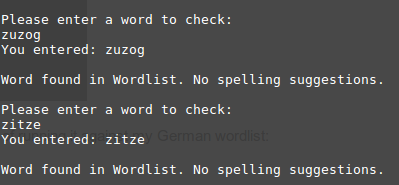 Please enter a word to check:
zuzog
You entered: zuzog
Word found in Wordlist. No spelling suggestions.
Please enter a word to check:
zitze
German wordlist:
You entered: zitze
Word found in Wordlist. No spelling suggestions.